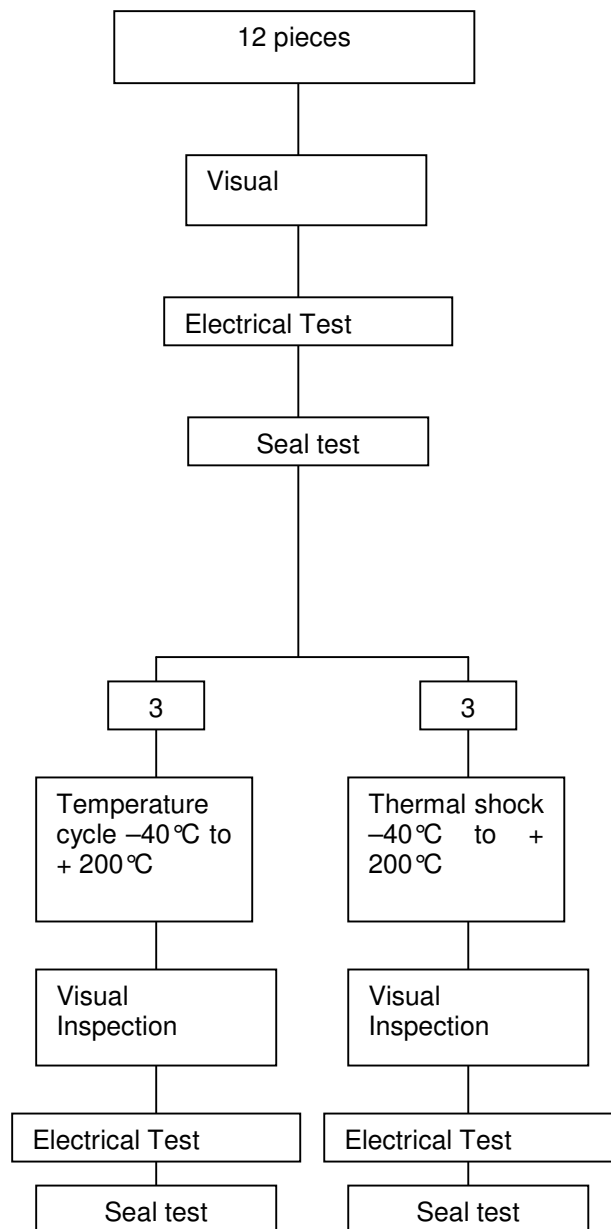 12 pieces
Visual
Electrical Test
Seal test
3
Temperature
cycle –40°C to
+ 200°C
Visual
Inspection
Electrical Test
Seal test
3
Thermal shock
–40°C to +
200°C
Visual
Inspection
Electrical Test
Seal test